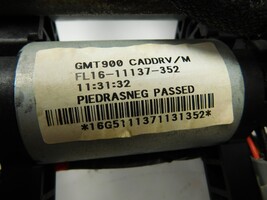 GMT900 CADDRV/M
FL16-11137-352
11:31:32
PIEDRASNEG PASSED
*16G5111371131352*